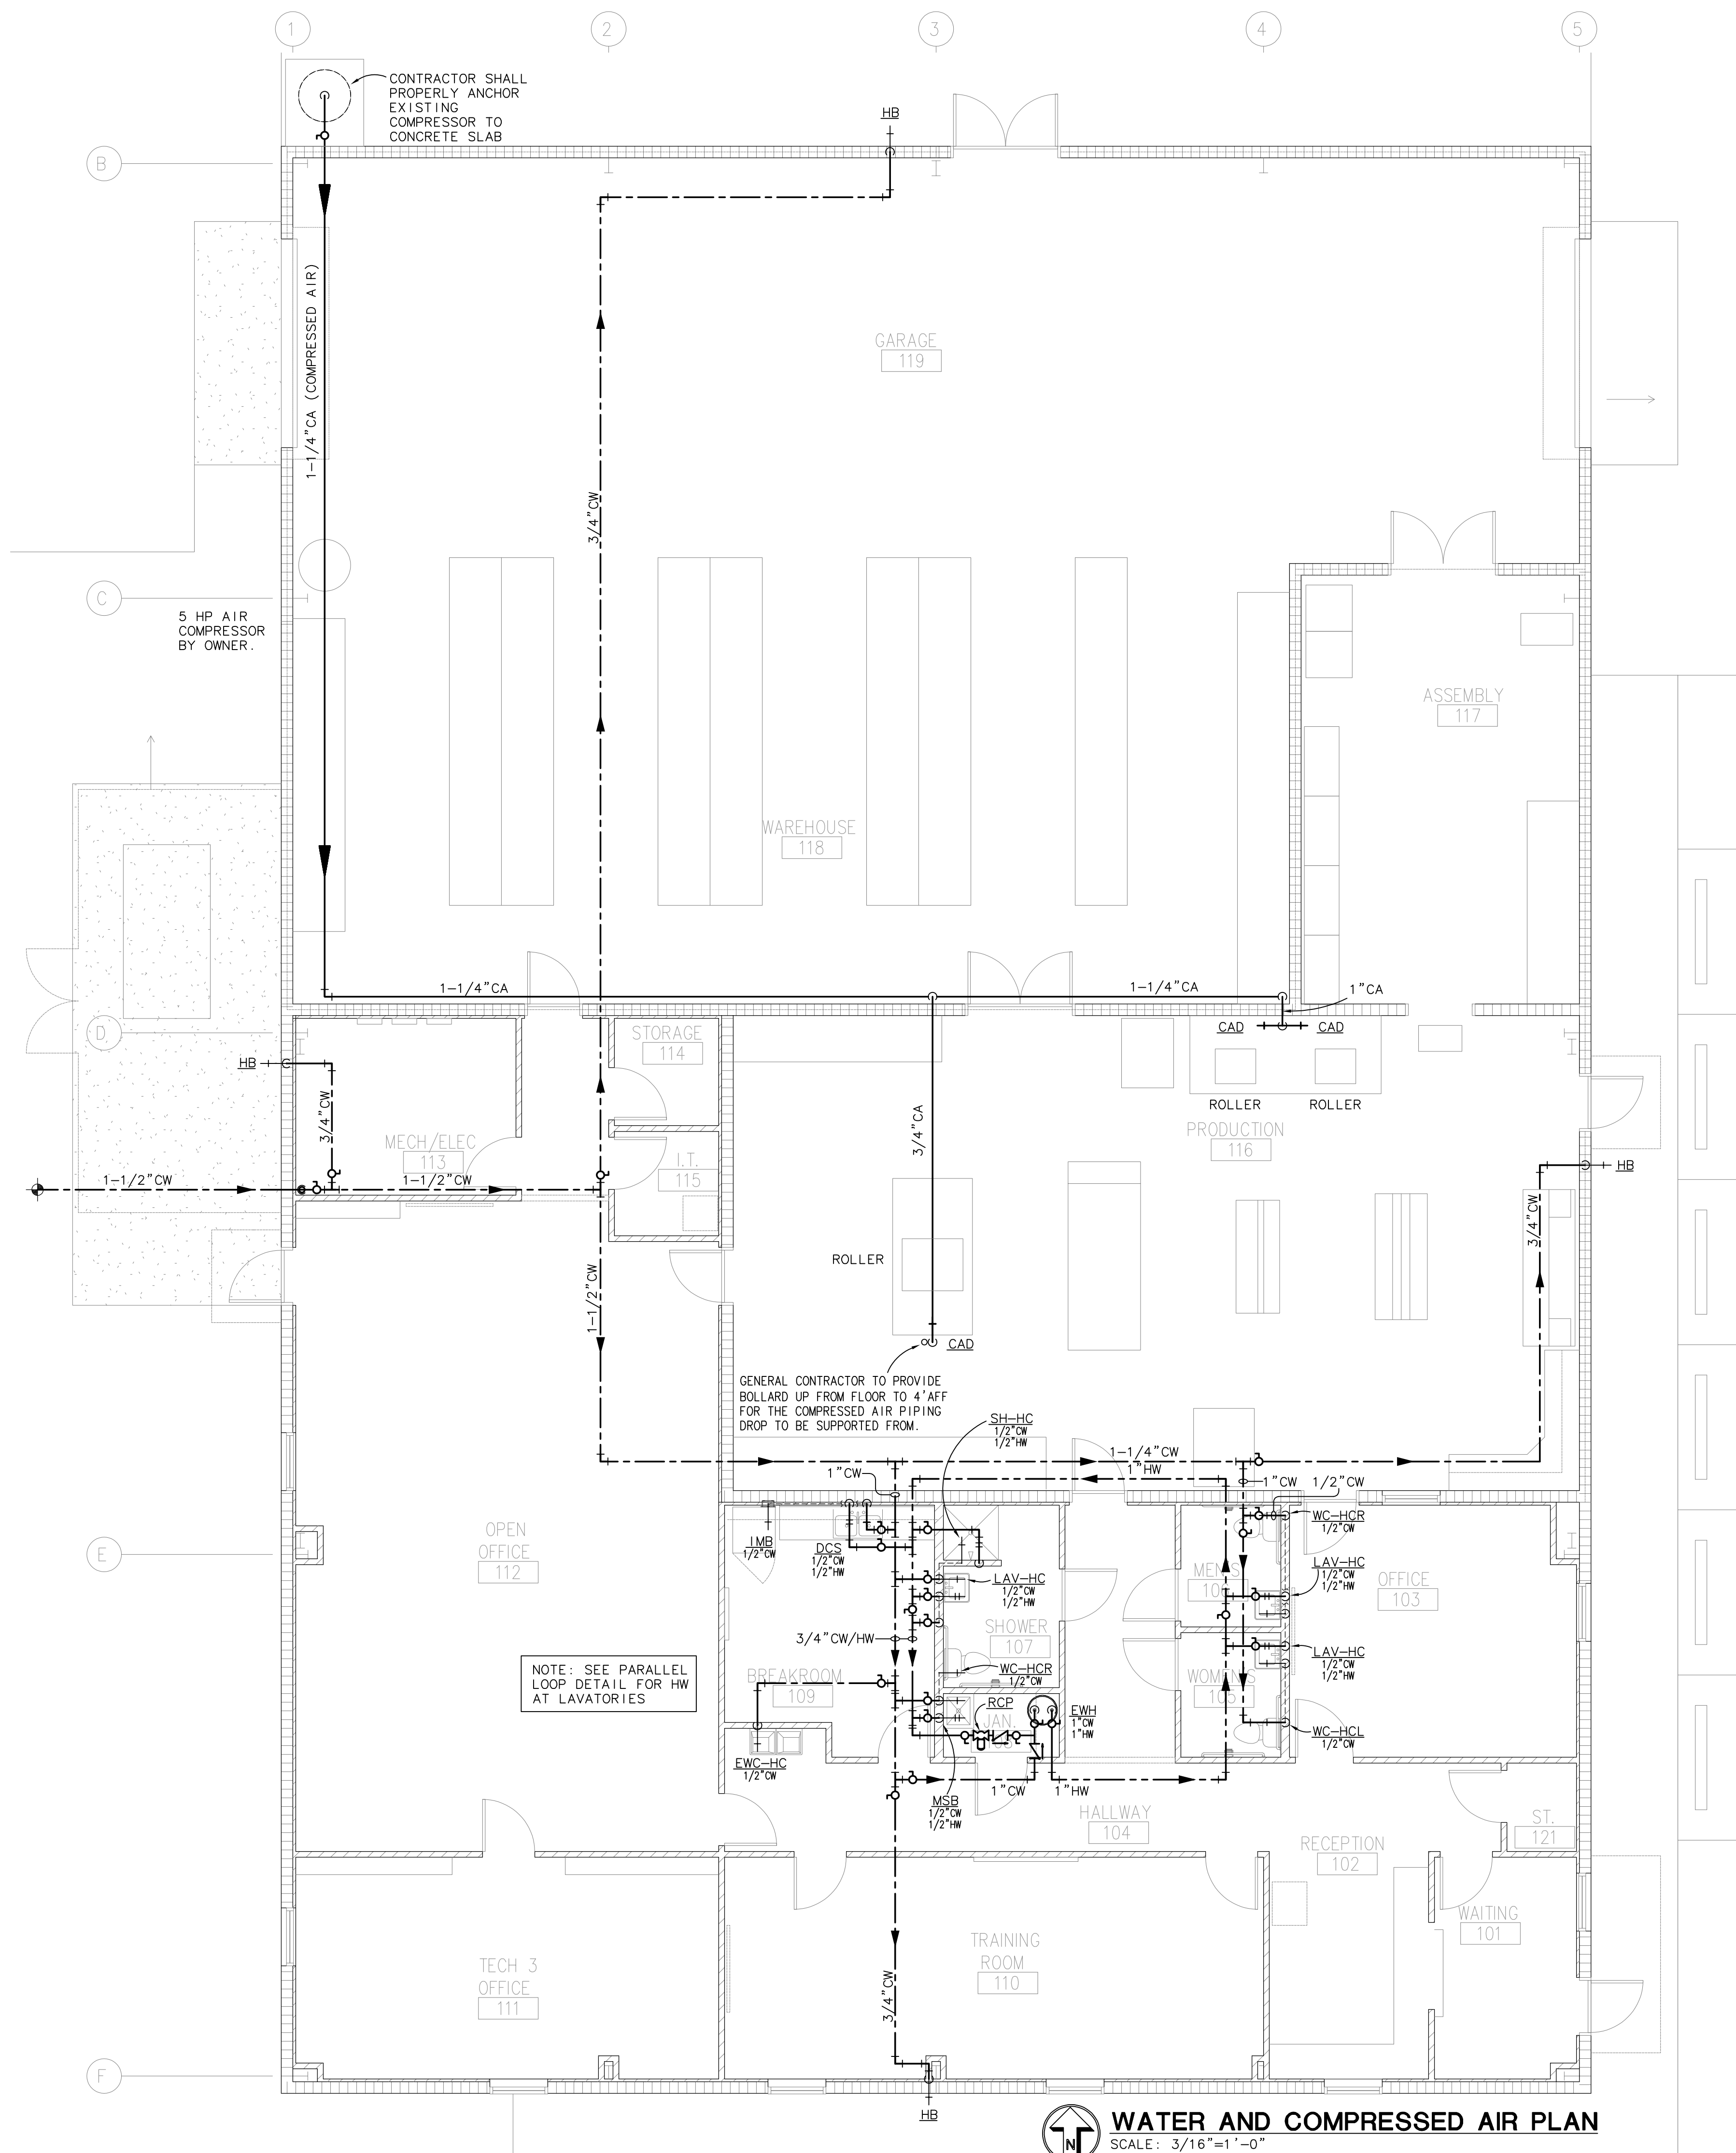 1
2
3
4
5
CONTRACTOR SHALL
PROPERLY ANCHOR
EXISTING
COMPRESSOR TO
CONCRETE SLAB
HB
B
1-1/4"CA (COMPRESSED AIR)
GARAGE
119
3/4"CW
C
5 HP AIR
COMPRESSOR
BY OWNER.
ASSEMBLY
117
WAREHOUSE
118
1-1/4"CA
1-1/4"CA
1"CA
D
STORAGE
114
CAD
CAD
HB
3/4"CW
ROLLER
ROLLER
3/4"CA
PRODUCTION
116
MECH/ELEC
113
I.T.
115
HB
1-1/2"CW
1-1/2"CW
3/4"CW
ROLLER
1-1/2"CW
CAD
GENERAL CONTRACTOR TO PROVIDE
BOLLARD UP FROM FLOOR TO 4'AFF
FOR THE COMPRESSED AIR PIPING
DROP TO BE SUPPORTED FROM.
SH-HC
1/2"CW
1/2"HW
1-1/4"CW
1"HW
1"CW
1"CW
1/2"CW
WC-HCR
1/2"CW
E
OPEN
OFFICE
112
IMB
1/2"CW
DCS
1/2"CW
1/2"HW
LAV-HC
1/2"CW
1/2"HW
MEN'S
106
LAV-HC
1/2"CW
1/2"HW
OFFICE
103
SHOWER
107
3/4"CW/HW
LAV-HC
1/2"CW
1/2"HW
NOTE: SEE PARALLEL
LOOP DETAIL FOR HW
AT LAVATORIES
BREAKROOM
109
WC-HCR
1/2"CW
WOMEN'S
105
RCP
JAN.
EWH
1"CW
1"HW
WC-HCL
1/2"CW
EWC-HC
1/2"CW
MSB
1/2"CW
1/2"HW
1"CW
1"HW
HALLWAY
104
ST.
121
RECEPTION
102
WAITING
101
TRAINING
ROOM
110
TECH 3
OFFICE
111
3/4"CW
F
HB
N
WATER AND COMPRESSED AIR PLAN
SCALE: 3/16"=1'-0"